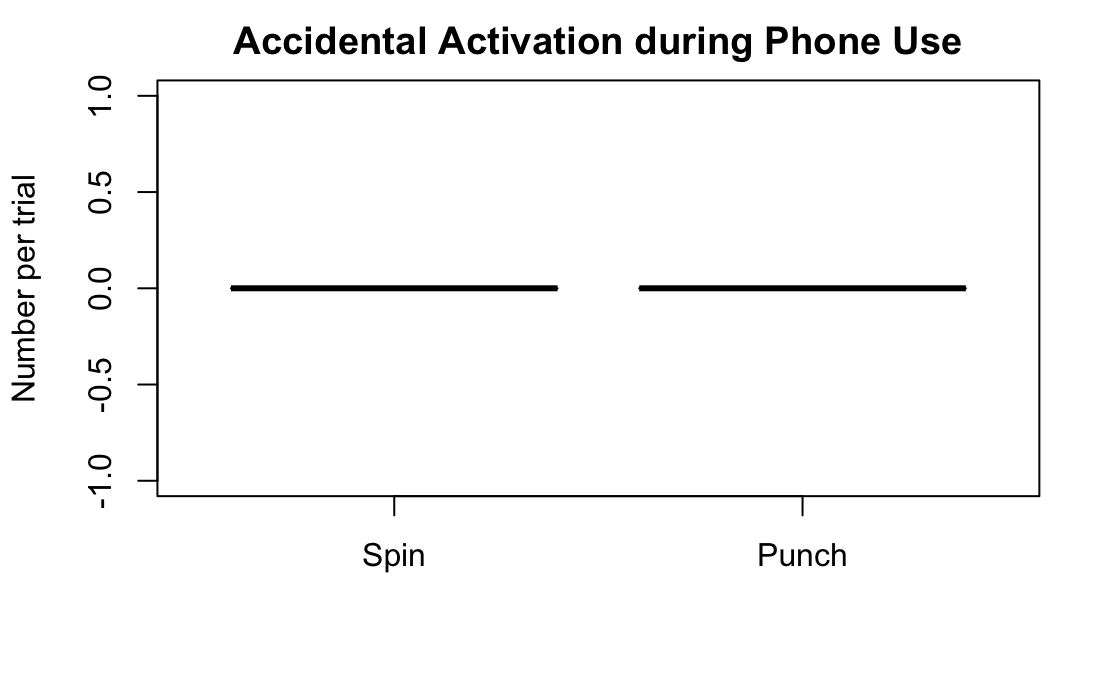 Accidental Activation during Phone Use
Number per trial
1.0
0.5
0.0
-0.5
-1.0
Spin
Punch